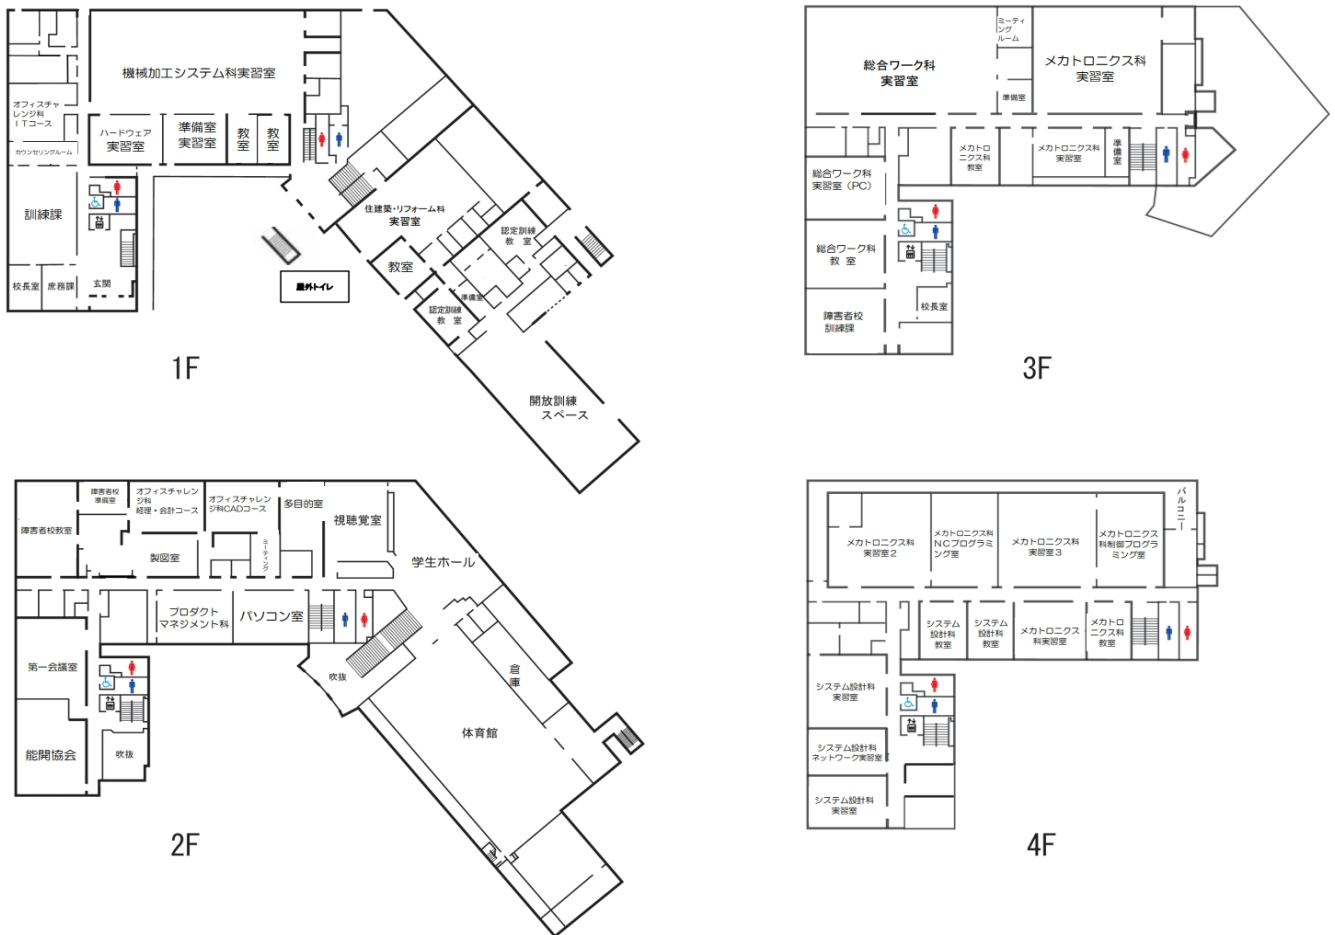 機械加工システム科実習室
オフィスチャ
レンジ科
ITコース
カウンセリングルーム
ハードウェア
実習室
準備室
実習室
教
室
教
室
訓練課
校長室
庶務課
玄関
屋外トイレ
住建築・リフォーム科
実習室
教室
認定訓練
教 室
準備室
認定訓練
教 室
開放訓練
スペース
1F
総合ワーク科
実習室
ミーティ
ング
ルーム
準備室
メカトロニクス科
実習室
総合ワーク科
実習室（PC）
メカトロ
ニクス科
教室
メカトロニクス科
実習室
準
備
室
総合ワーク科
教 室
障害者校
訓練課
校長室
3F
障害者校教室
障害者校
準備室
オフィスチャレン
ジ科
経理・会計コース
オフィスチャレン
ジ科CADコース
多目的室
視聴覚室
製図室
ミーティング
学生ホール
プロダクト
マネジメント科
パソコン室
第一会議室
能開協会
吹抜
吹抜
倉
庫
体育館
2F
メカトロニクス科
実習室2
メカトロニクス科
NCプログラミ
ング室
メカトロニクス科
実習室3
メカトロニクス
科制御プログラ
ミング室
バルコニー
システム
設計科
教室
システム
設計科
教室
メカトロニクス
科実習室
メカトロ
ニクス科
教室
システム設計科
実習室
システム設計科
ネットワーク実習室
システム設計科
実習室
4F